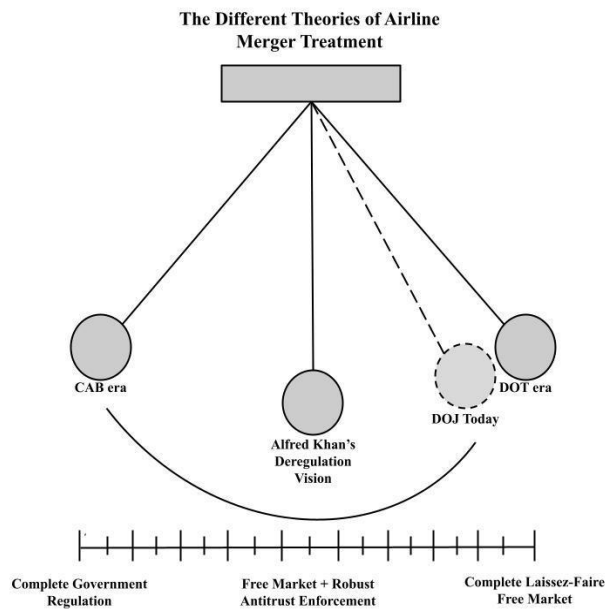 The Different Theories of Airline
Merger Treatment
CAB era
Alfred Khan's
Deregulation
Vision
DOJ Today
DOT era
Complete Government
Regulation
Free Market + Robust
Antitrust Enforcement
Complete Laissez-Faire
Free Market